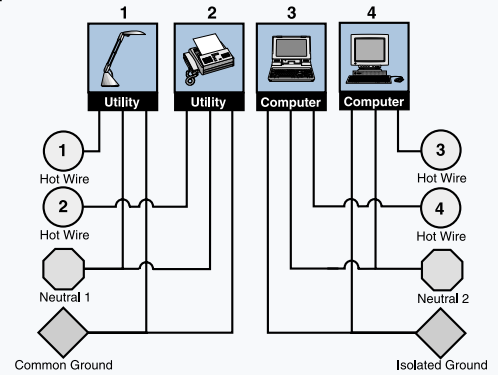 1 2 3 4
Utility Utility Computer Computer
1 3
Hot Wire Hot Wire
2 4
Hot Wire Hot Wire
Neutral 1 Neutral 2
Common Ground Isolated Ground